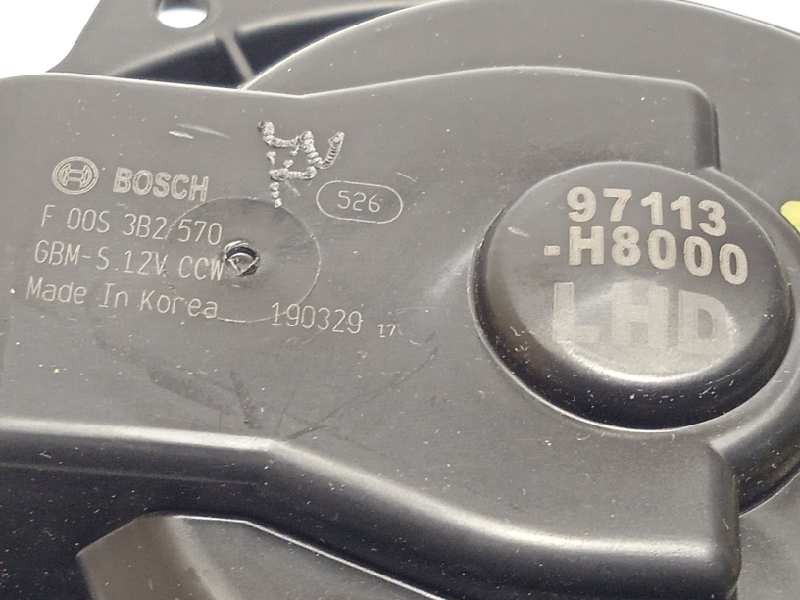 BOSCH
526
F 00S 3B2 570
GBM-S 12V CCW
Made In Korea
190329 17
97113
-H8000
LHD